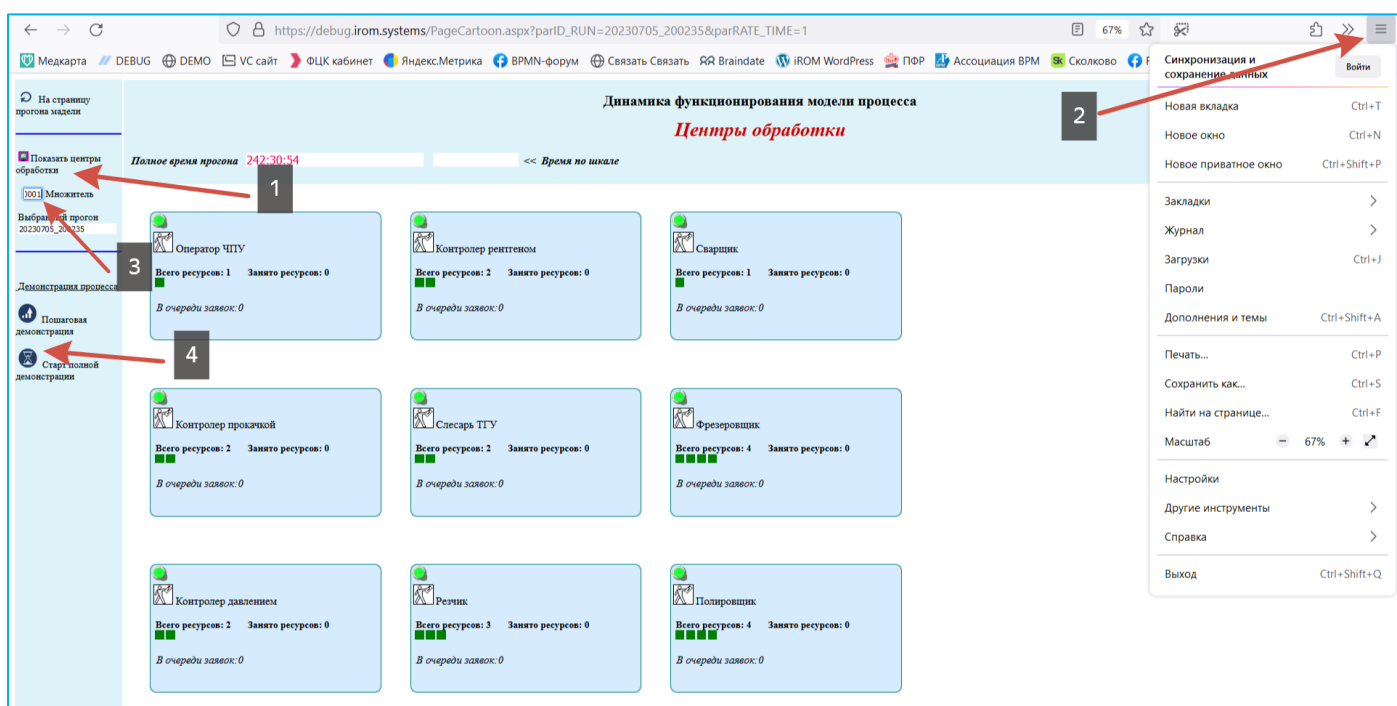 https://debug.irom.systems/PageCartoon.aspx?parID_RUN=20230705_200235&parRATE_TIME=1
67%
Медкарта
DEBUG
DEMO
VC сайт
ФЦК кабинет
Яндекс.Метрика
BPMN-форум
Связать Связать
Braindate
iROM WordPress
ПФР
Ассоциация BPM
Sk Сколково
На страницу
прогона мадели
Показать центры
обработки
0001 Множитель
Выбранный прогон
20230705_200235
Демонстрация процесса
Пошаговая
демонстрация
Старт полной
демонстрации
Динамика функционирования модели процесса
Центры обработки
Полное время прогона 242:30:54 << Время по шкале
1
2
3
4
Оператор ЧПУ
Всего ресурсов: 1 Занято ресурсов: 0
В очереди заявок:0
Контролер рентгеном
Всего ресурсов: 2 Занято ресурсов: 0
В очереди заявок:0
Сварщик
Всего ресурсов: 1 Занято ресурсов: 0
В очереди заявок:0
Контролер прокачкой
Всего ресурсов: 2 Занято ресурсов: 0
В очереди заявок:0
Слесарь ТГУ
Всего ресурсов: 2 Занято ресурсов: 0
В очереди заявок:0
Фрезеровщик
Всего ресурсов: 4 Занято ресурсов: 0
В очереди заявок:0
Контролер давлением
Всего ресурсов: 2 Занято ресурсов: 0
В очереди заявок:0
Резчик
Всего ресурсов: 3 Занято ресурсов: 0
В очереди заявок:0
Полировщик
Всего ресурсов: 4 Занято ресурсов: 0
В очереди заявок:0
Синхронизация и
сохранение данных
Войти
Новая вкладка Ctrl+T
Новое окно Ctrl+N
Новое приватное окно Ctrl+Shift+P
Закладки
Журнал
Загрузки Ctrl+J
Пароли
Дополнения и темы Ctrl+Shift+A
Печать... Ctrl+P
Сохранить как... Ctrl+S
Найти на странице... Ctrl+F
Масштаб − 67% +
Настройки
Другие инструменты
Справка
Выход Ctrl+Shift+Q